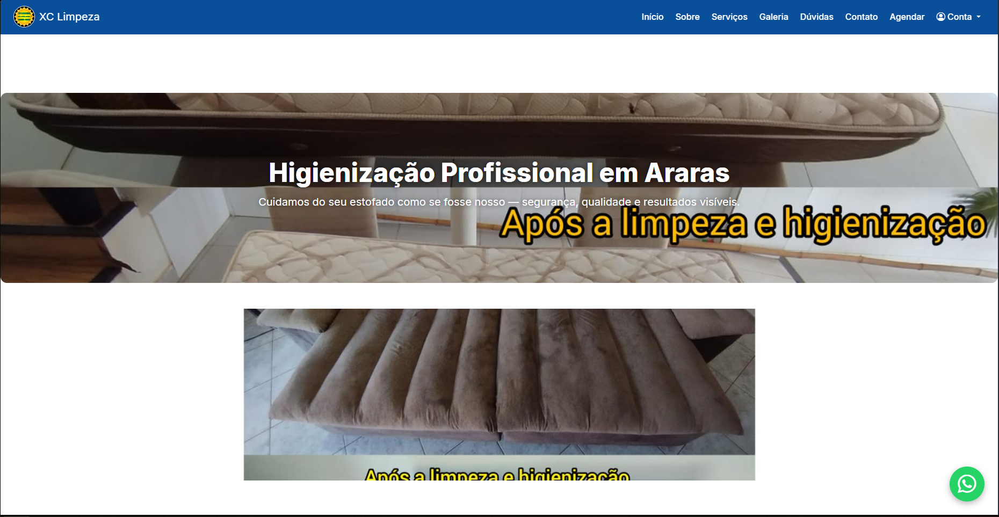 XC Limpeza
Início Sobre Serviços Galeria Dúvidas Contato Agendar Conta
Higienização Profissional em Araras
Cuidamos do seu estofado como se fosse nosso — segurança, qualidade e resultados visíveis.
Após a limpeza e higienização
Após a limpeza e higienização